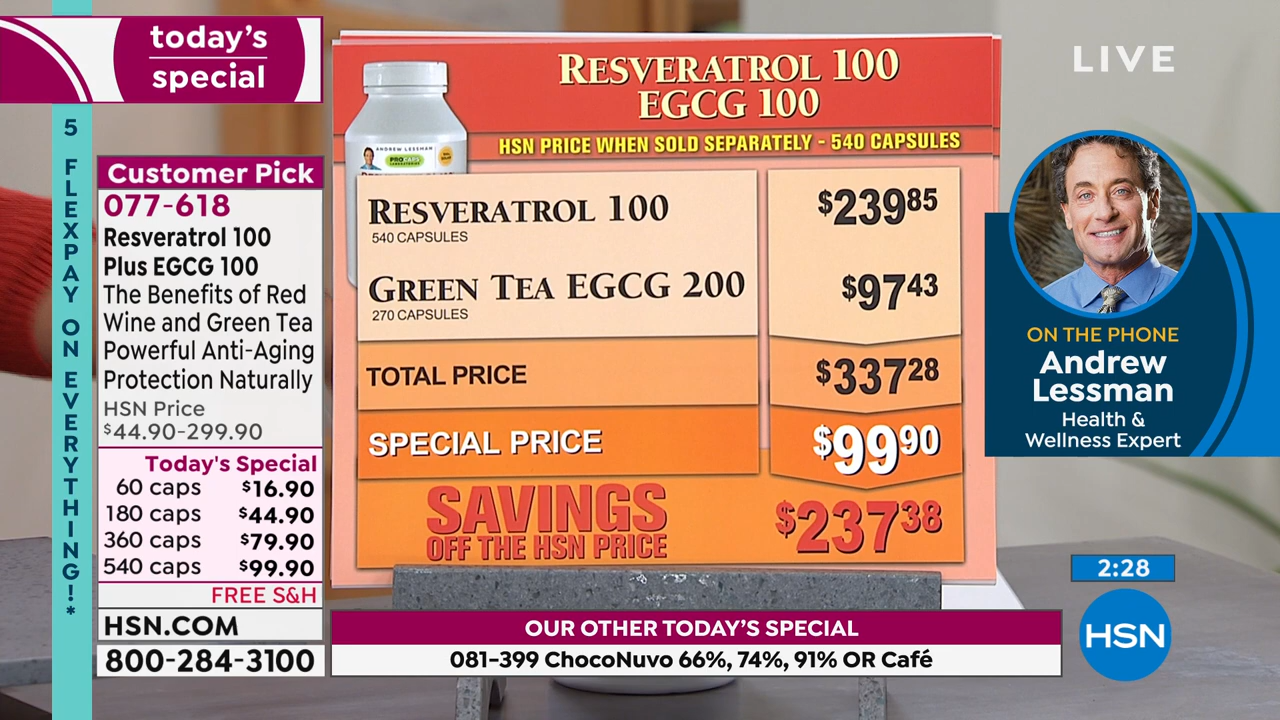 today's
special
5 FLEXPAY ON EVERYTHING!*
Customer Pick
077-618
Resveratrol 100
Plus EGCG 100
The Benefits of Red
Wine and Green Tea
Powerful Anti-Aging
Protection Naturally
HSN Price
$44.90-299.90
Today's Special
60 caps $16.90
180 caps $44.90
360 caps $79.90
540 caps $99.90
FREE S&H
HSN.COM
800-284-3100
RESVERATROL 100
EGCG 100
HSN PRICE WHEN SOLD SEPARATELY - 540 CAPSULES
ANDREW LESSMAN
PROCAPS
LABORATORIES
RESVERATROL 100 $239.85
540 CAPSULES
GREEN TEA EGCG 200 $97.43
270 CAPSULES
TOTAL PRICE $337.28
SPECIAL PRICE $99.90
SAVINGS $237.38
OFF THE HSN PRICE
LIVE
ON THE PHONE
Andrew
Lessman
Health &
Wellness Expert
2:28
HSN
OUR OTHER TODAY'S SPECIAL
081-399 ChocoNuvo 66%, 74%, 91% OR Café